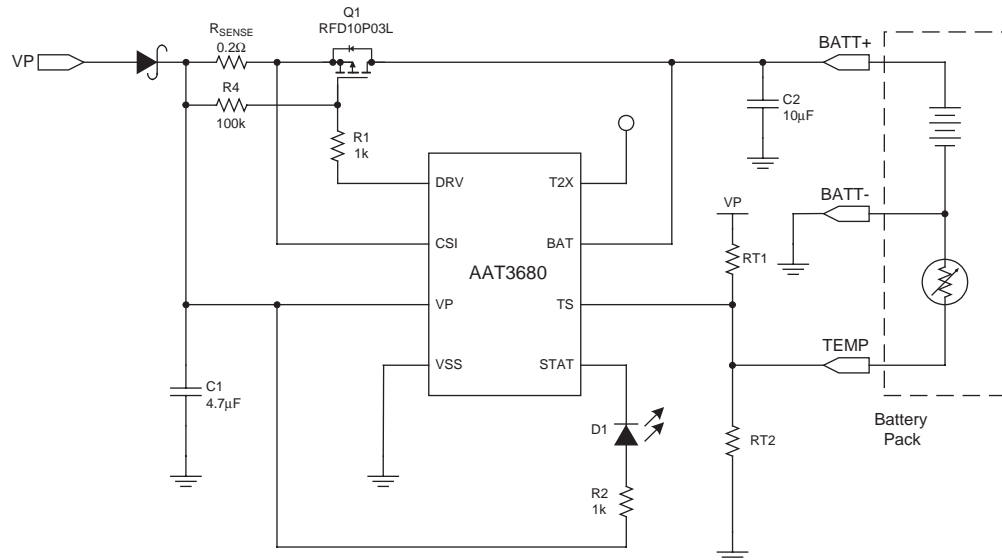 Q1
RFD10P03L
RSENSE
0.2Ω
VP
BATT+
R4
100k
C2
10μF
R1
1k
DRV
T2X
VP
BATT-
CSI
BAT
RT1
AAT3680
VP
TS
TEMP
VSS
STAT
C1
4.7μF
D1
Battery
Pack
RT2
R2
1k